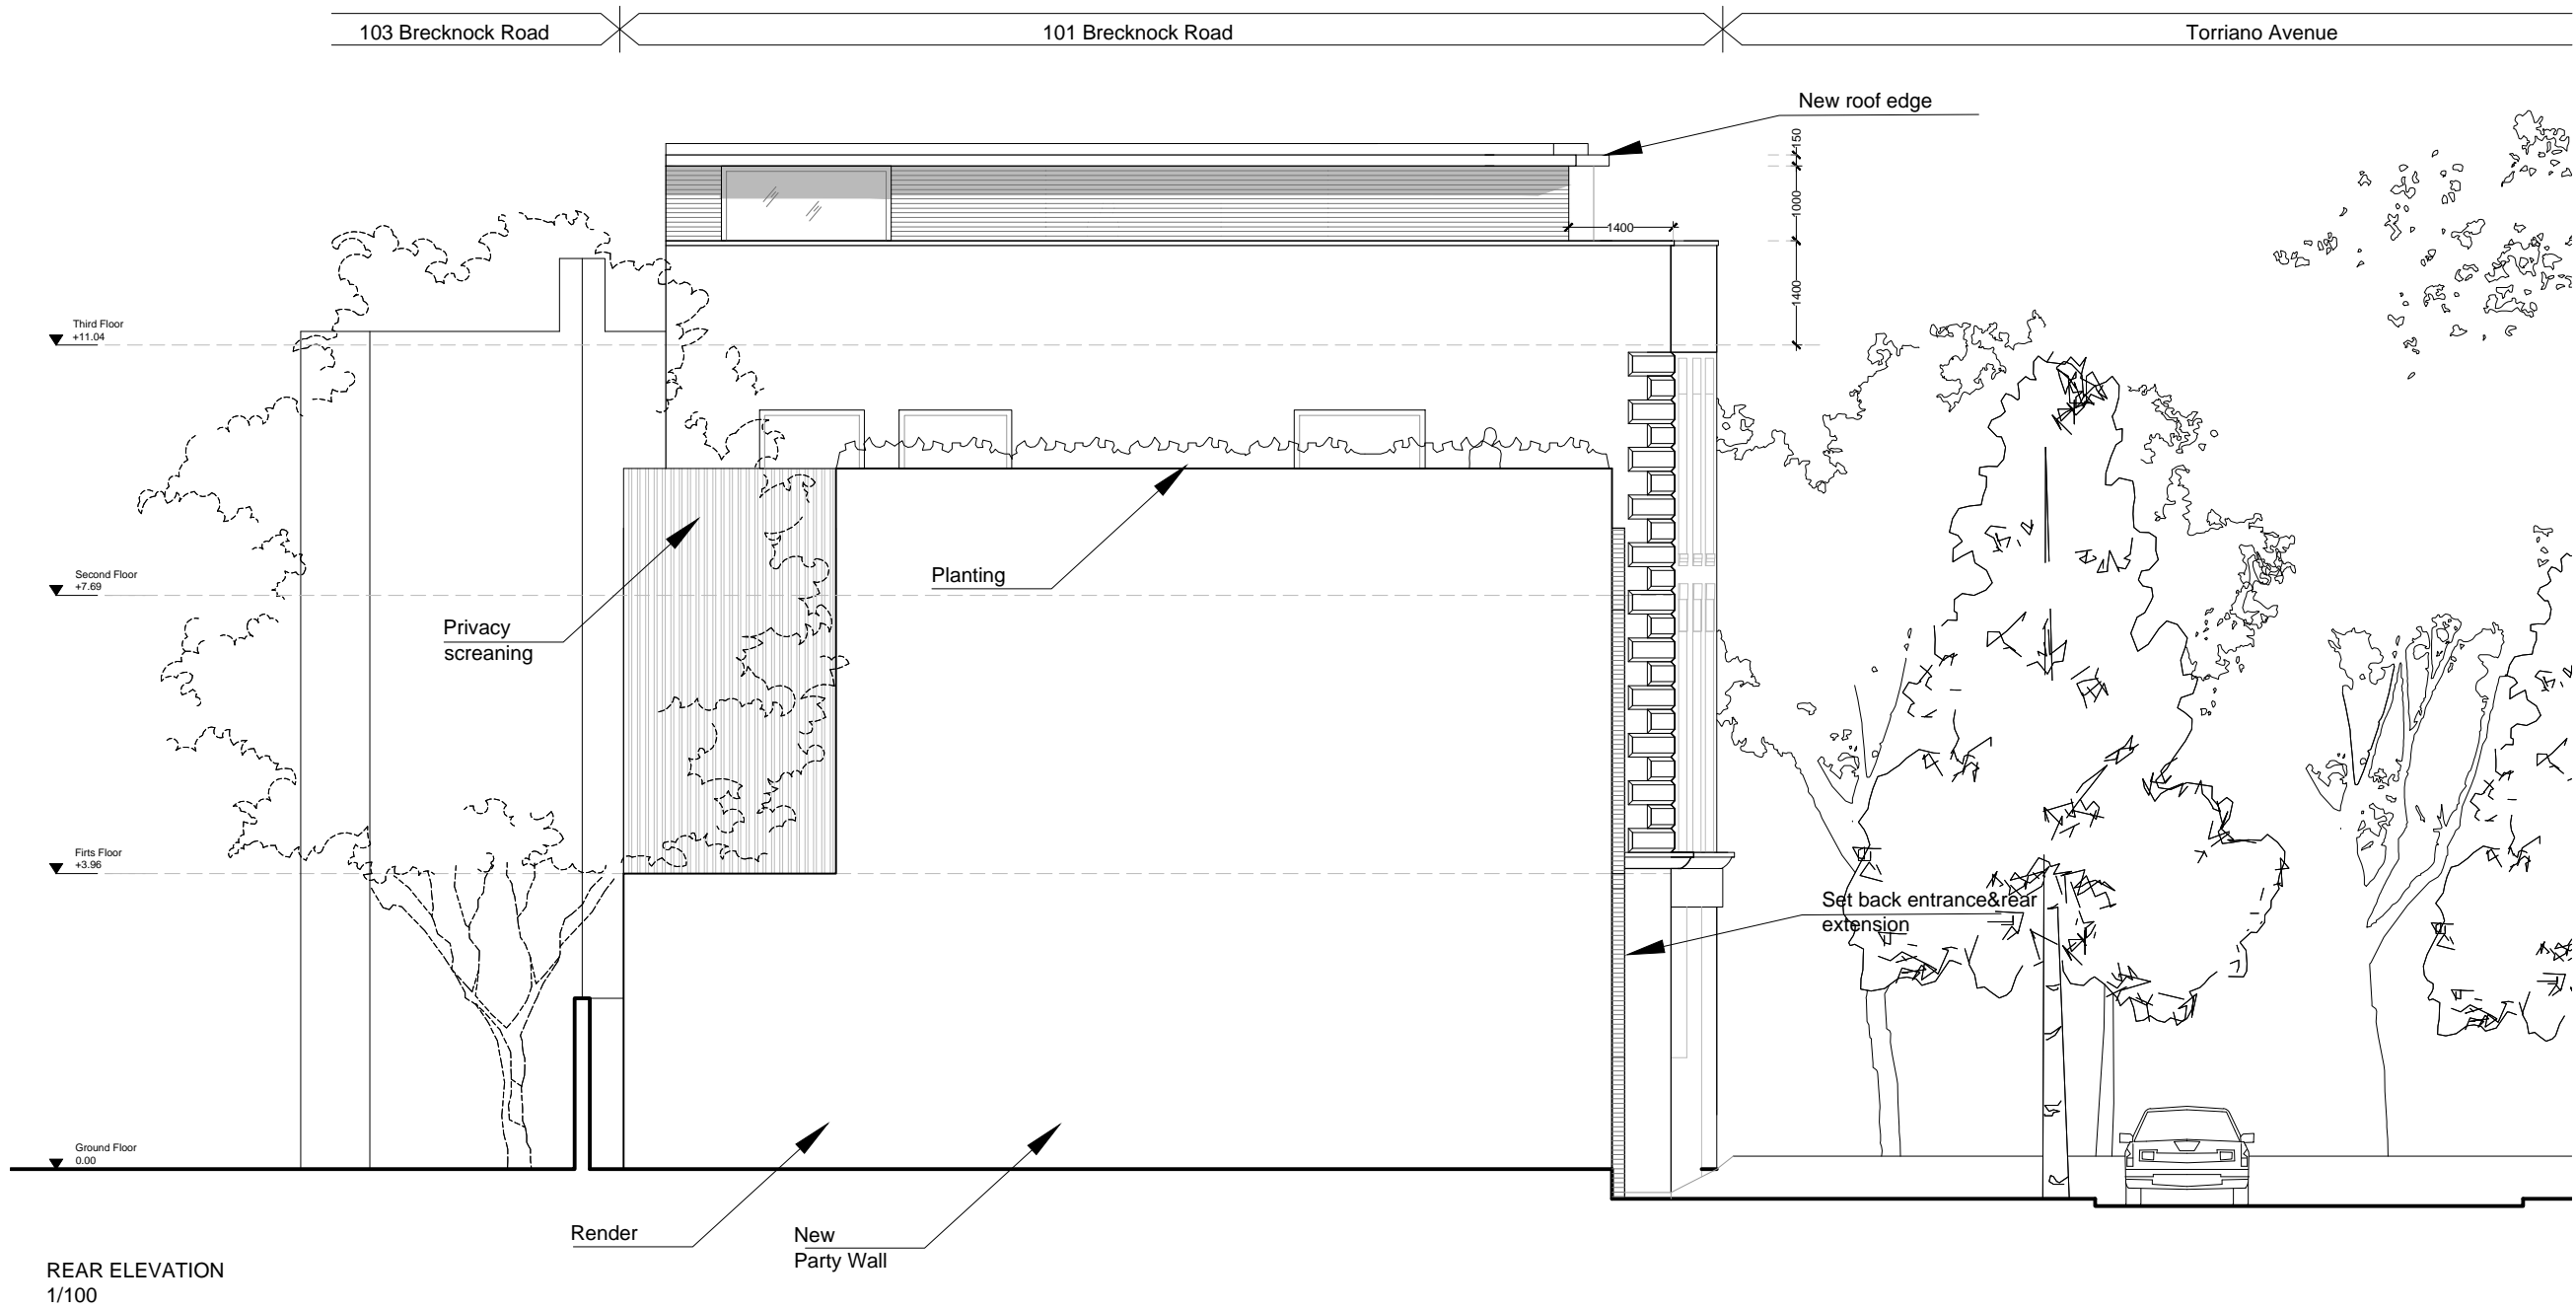 103 Brecknock Road
101 Brecknock Road
Torriano Avenue
New roof edge
150
1000
1400
1400
Third Floor
+11.04
Second Floor
+7.69
Planting
Privacy
screaning
Firts Floor
+3.96
Set back entrance&rear
extension
Ground Floor
0.00
Render
New
Party Wall
REAR ELEVATION
1/100